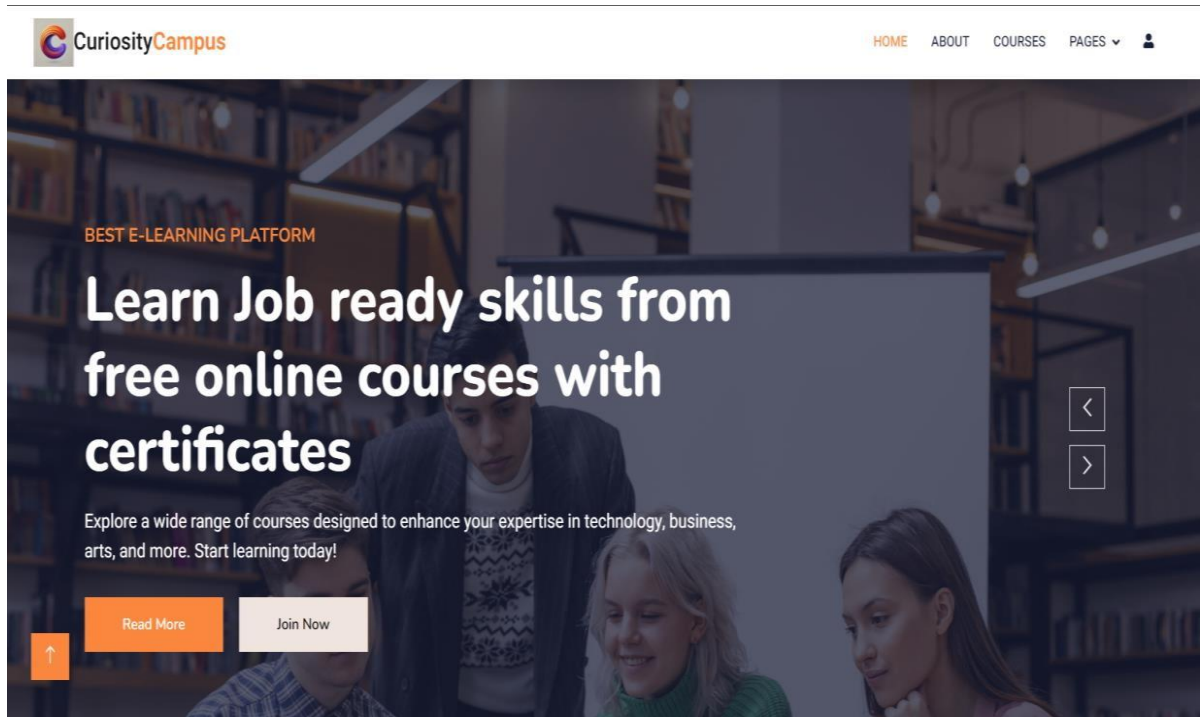 CuriosityCampus
HOME ABOUT COURSES PAGES
BEST E-LEARNING PLATFORM
Learn Job ready skills from
free online courses with
certificates
Explore a wide range of courses designed to enhance your expertise in technology, business,
arts, and more. Start learning today!
Read More Join Now